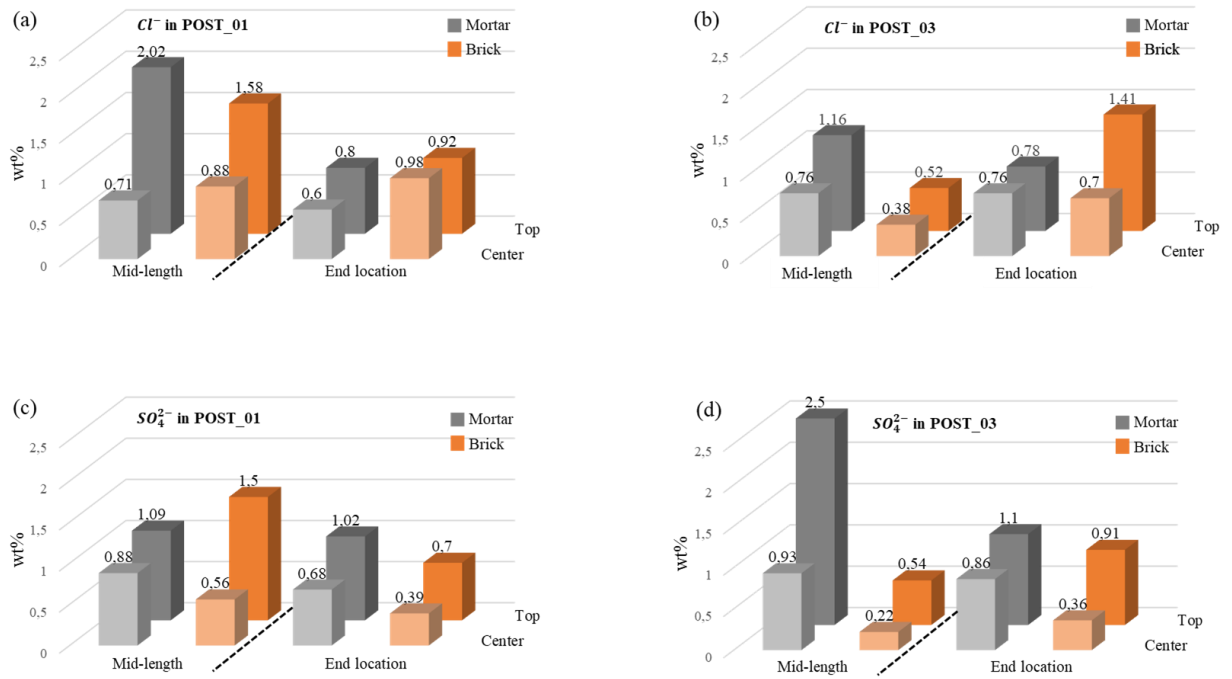 (a)
Cl⁻ in POST_01
Mortar
Brick
wt%
2,5
2
1,5
1
0,5
0
2,02
1,58
0,8
0,92
0,71
0,88
0,6
0,98
Top
Center
Mid-length
End location
(b)
Cl⁻ in POST_03
Mortar
Brick
wt%
2,5
2
1,5
1
0,5
0
1,16
0,52
0,78
1,41
0,76
0,38
0,76
0,7
Top
Center
Mid-length
End location
(c)
SO₄²⁻ in POST_01
Mortar
Brick
wt%
2,5
2
1,5
1
0,5
0
1,09
1,5
1,02
0,7
0,88
0,56
0,68
0,39
Top
Center
Mid-length
End location
(d)
SO₄²⁻ in POST_03
Mortar
Brick
wt%
2,5
2
1,5
1
0,5
0
2,5
0,54
1,1
0,91
0,93
0,22
0,86
0,36
Top
Center
Mid-length
End location